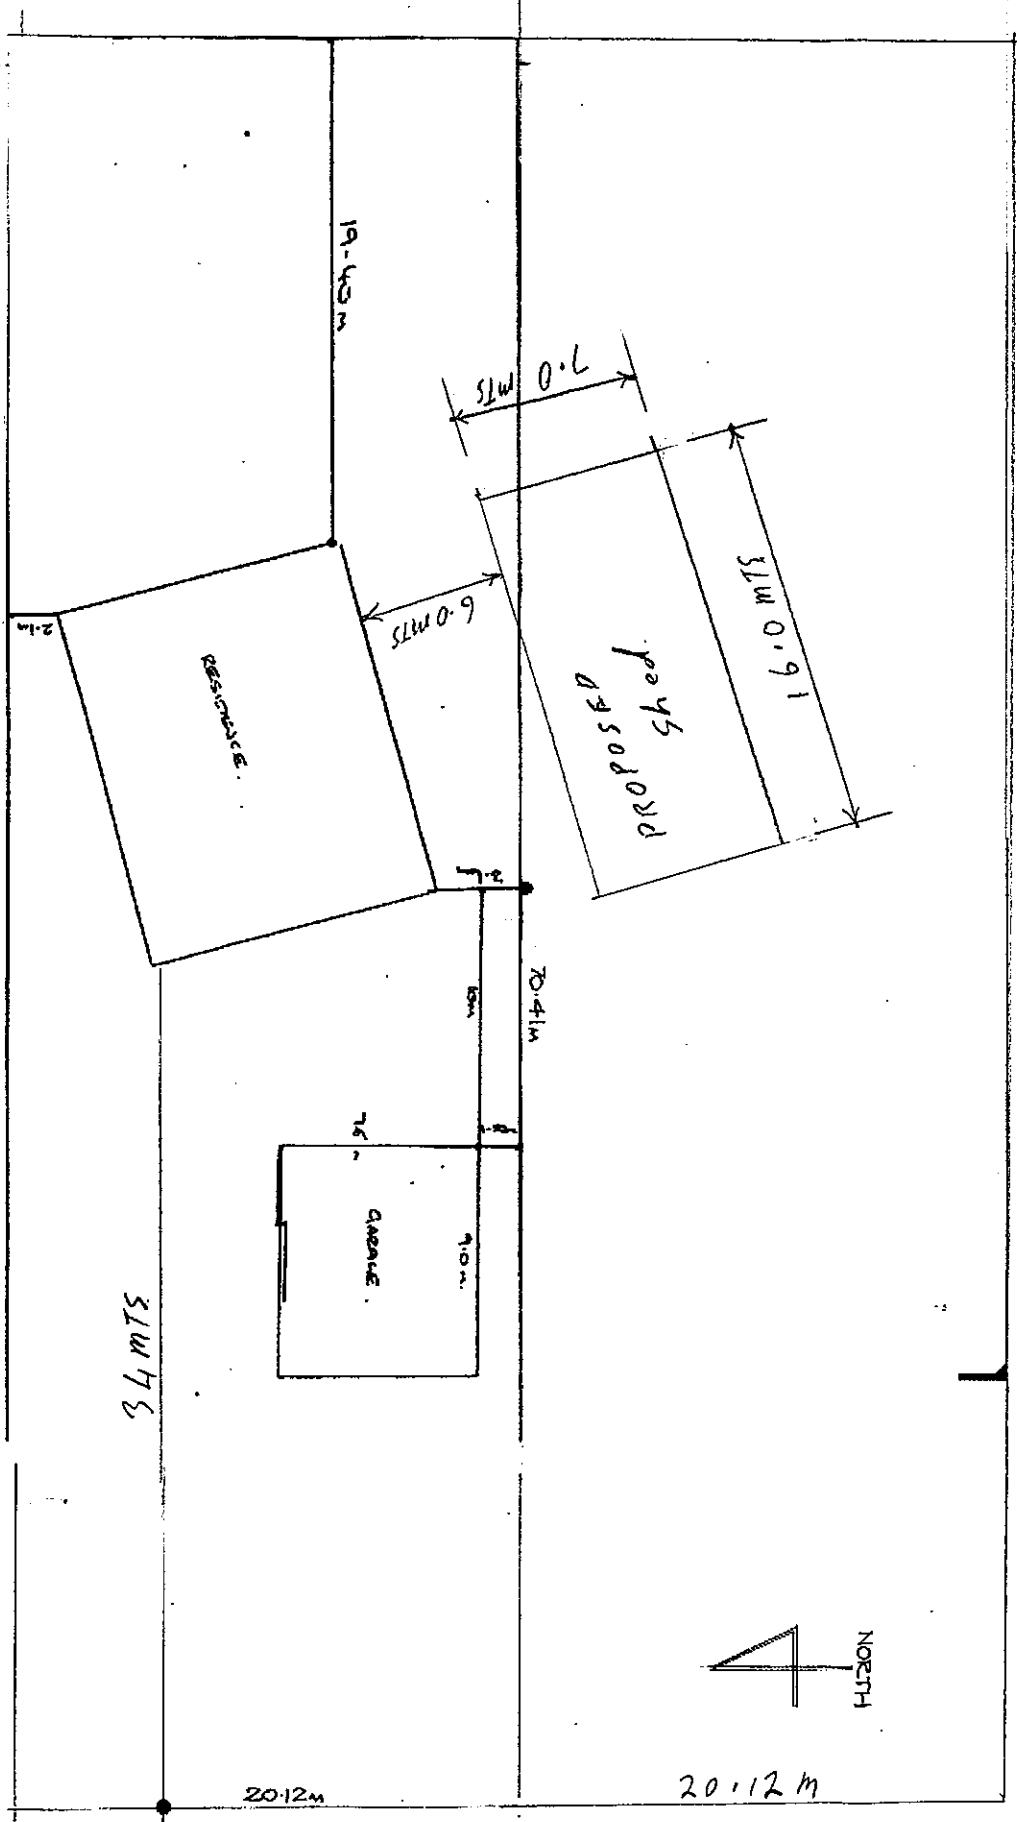 19-40m
7.0
mTS
16.0 MTS
6.0 MTS
PROPOSED
shed
2.1m
RESIDENCE.
10m
70.41m
GARAGE.
9.0m.
34 MTS
NORTH
20.12m
20.12 M